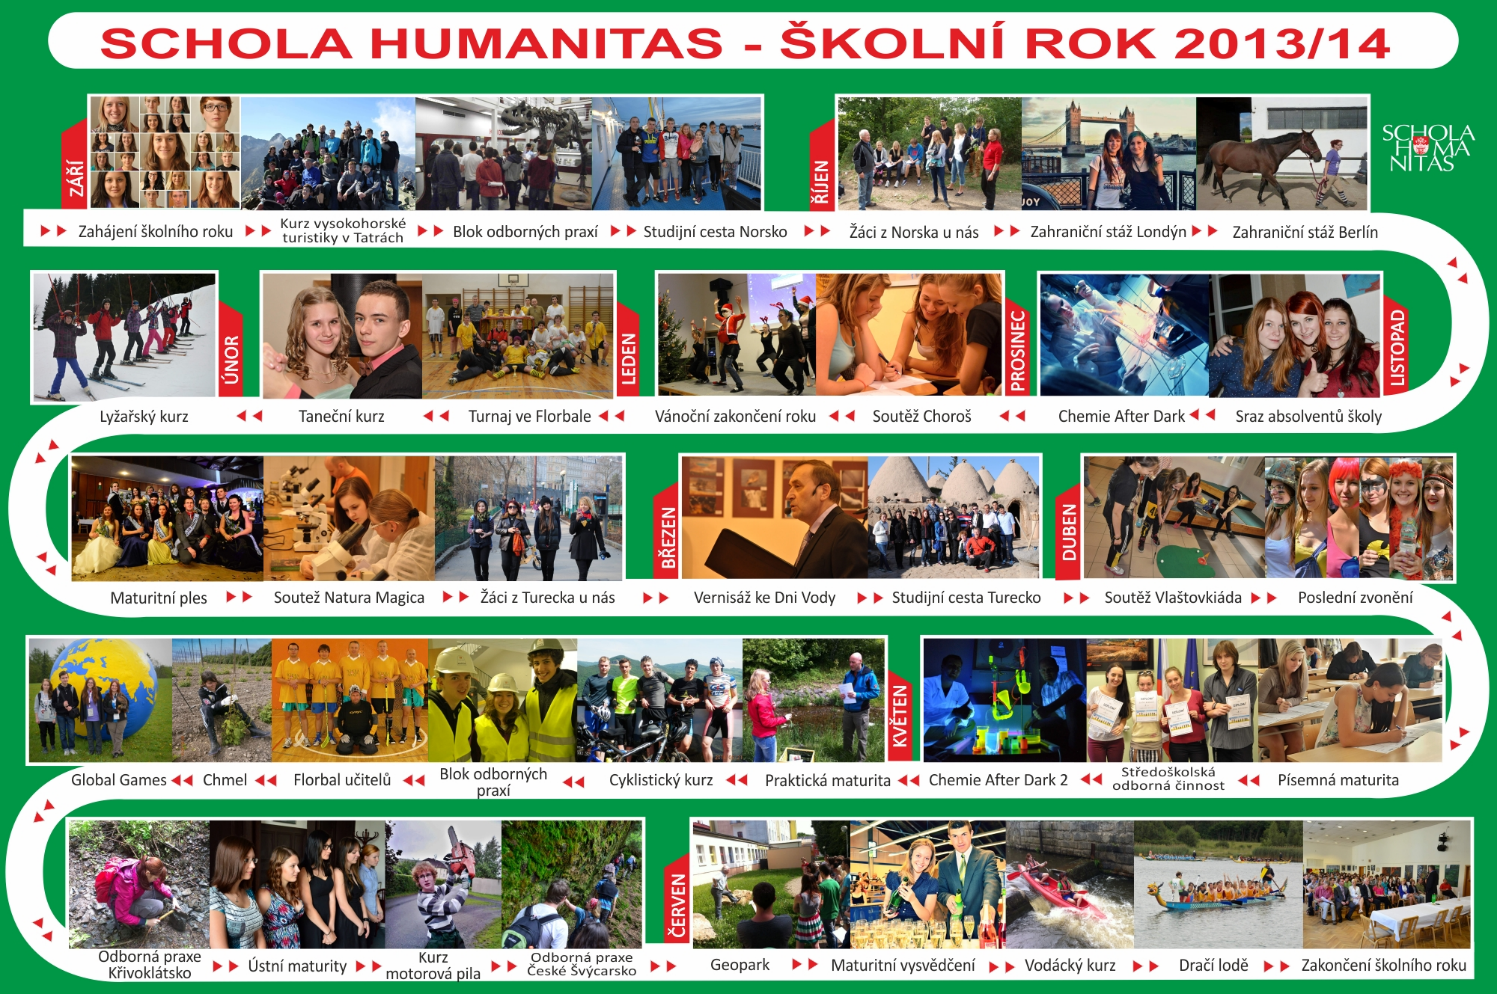 SCHOLA HUMANITAS - ŠKOLNÍ ROK 2013/14
SCHOLA
HUMA
NITAS
ZÁŘÍ
ŘÍJEN
JOY
Zahájení školního roku
Kurz vysokohorské
turistiky v Tatrách
Blok odborných praxí
Studijní cesta Norsko
Žáci z Norska u nás
Zahraniční stáž Londýn
Zahraniční stáž Berlín
ÚNOR
LEDEN
PROSINEC
LISTOPAD
Lyžařský kurz
Taneční kurz
Turnaj ve Florbale
Vánoční zakončení roku
Soutěž Choroš
Chemie After Dark
Sraz absolventů školy
BŘEZEN
DUBEN
Maturitní ples
Soutež Natura Magica
Žáci z Turecka u nás
Vernisáž ke Dni Vody
Studijní cesta Turecko
Soutěž Vlaštovkiáda
Poslední zvonění
KVĚTEN
Global Games
Chmel
Florbal učitelů
Blok odborných
praxí
Cyklistický kurz
Praktická maturita
Chemie After Dark 2
Středoškolská
odborná činnost
Písemná maturita
ČERVEN
Odborná praxe
Křivoklátsko
Ústní maturity
Kurz
motorová pila
Odborná praxe
České Švýcarsko
Geopark
Maturitní vysvědčení
Vodácký kurz
Dračí lodě
Zakončení školního roku